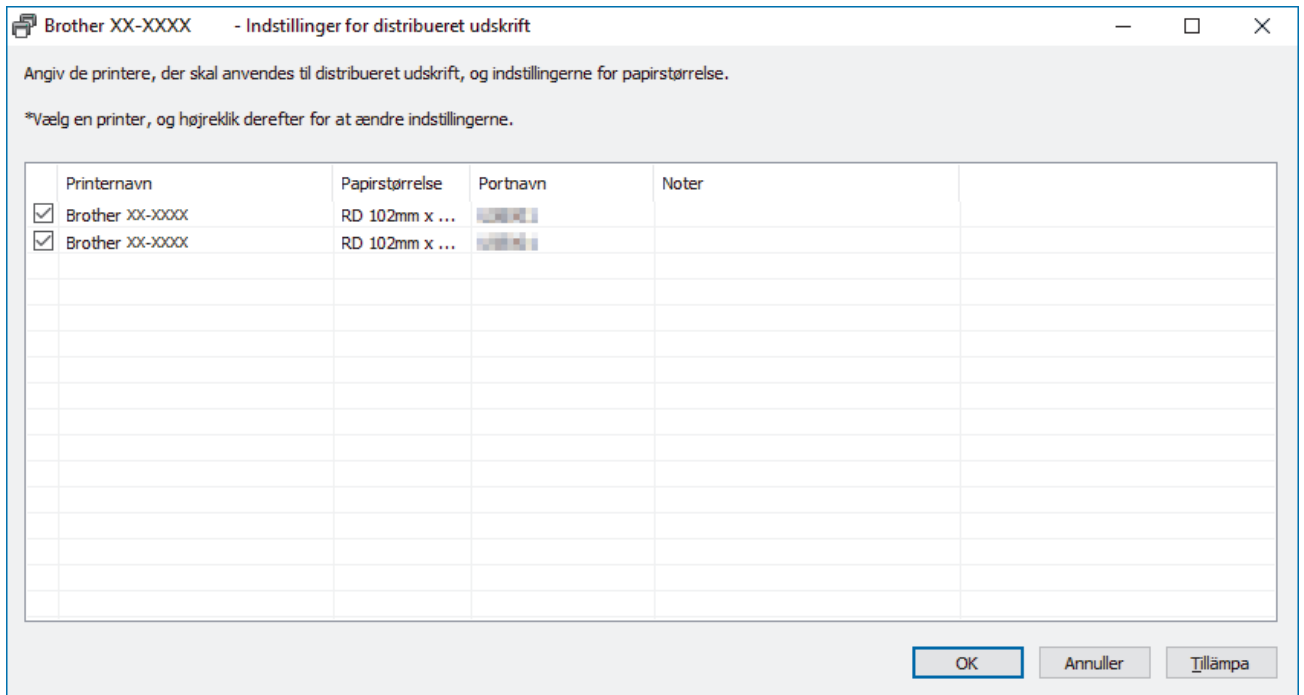 Brother XX-XXXX - Indstillinger for distribueret udskrift
Angiv de printere, der skal anvendes til distribueret udskrift, og indstillingerne for papirstørrelse.
*Vælg en printer, og højreklik derefter for at ændre indstillingerne.
Printernavn Papirstørrelse Portnavn Noter
Brother XX-XXXX RD 102mm x ...
Brother XX-XXXX RD 102mm x ...
OK Annuller Tillämpa